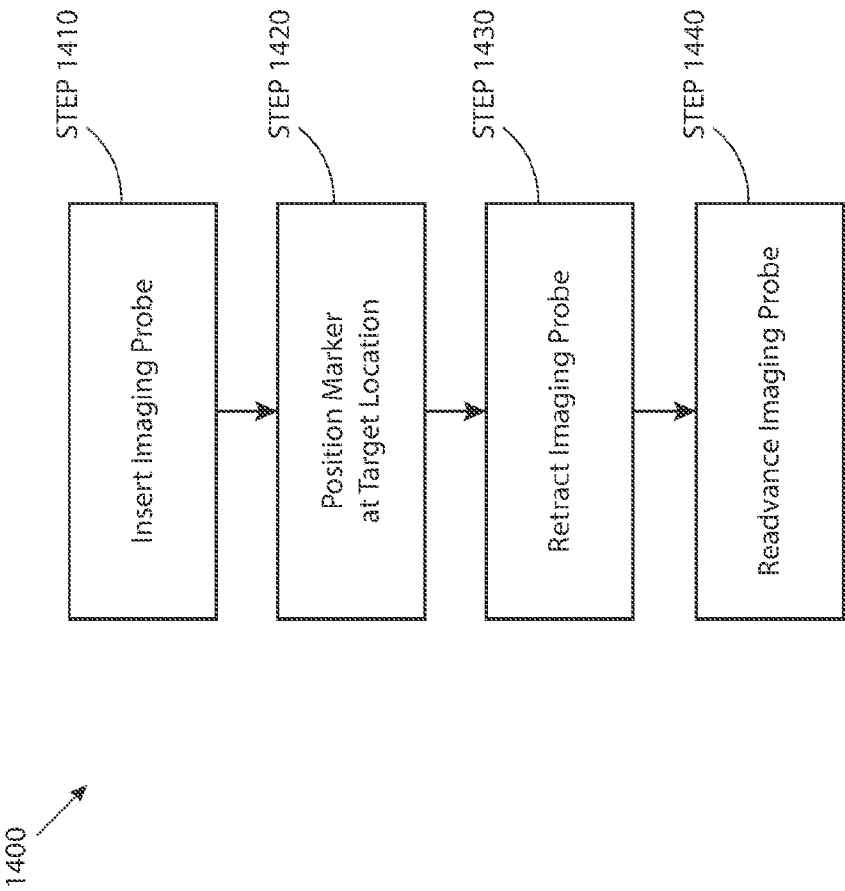 1400
STEP 1410
Insert Imaging Probe
STEP 1420
Position Marker
at Target Location
STEP 1430
Retract Imaging Probe
STEP 1440
Readvance Imaging Probe